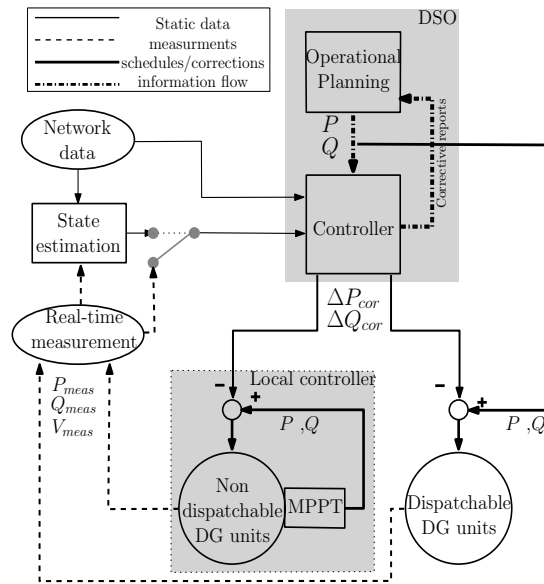 Static data
measurments
schedules/corrections
information flow
DSO
Operational
Planning
P
Q
Corrective reports
Network
data
State
estimation
Controller
Real-time
measurement
ΔP_cor
ΔQ_cor
P_meas
Q_meas
V_meas
Local controller
P ,Q
P ,Q
Non
dispatchable
DG units
MPPT
Dispatchable
DG units